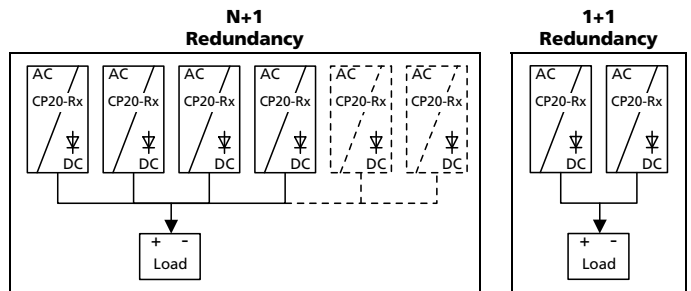 N+1
Redundancy
AC AC AC AC AC AC
CP20-Rx CP20-Rx CP20-Rx CP20-Rx CP20-Rx CP20-Rx
DC DC DC DC DC DC
+ -
Load
1+1
Redundancy
AC AC
CP20-Rx CP20-Rx
DC DC
+ -
Load